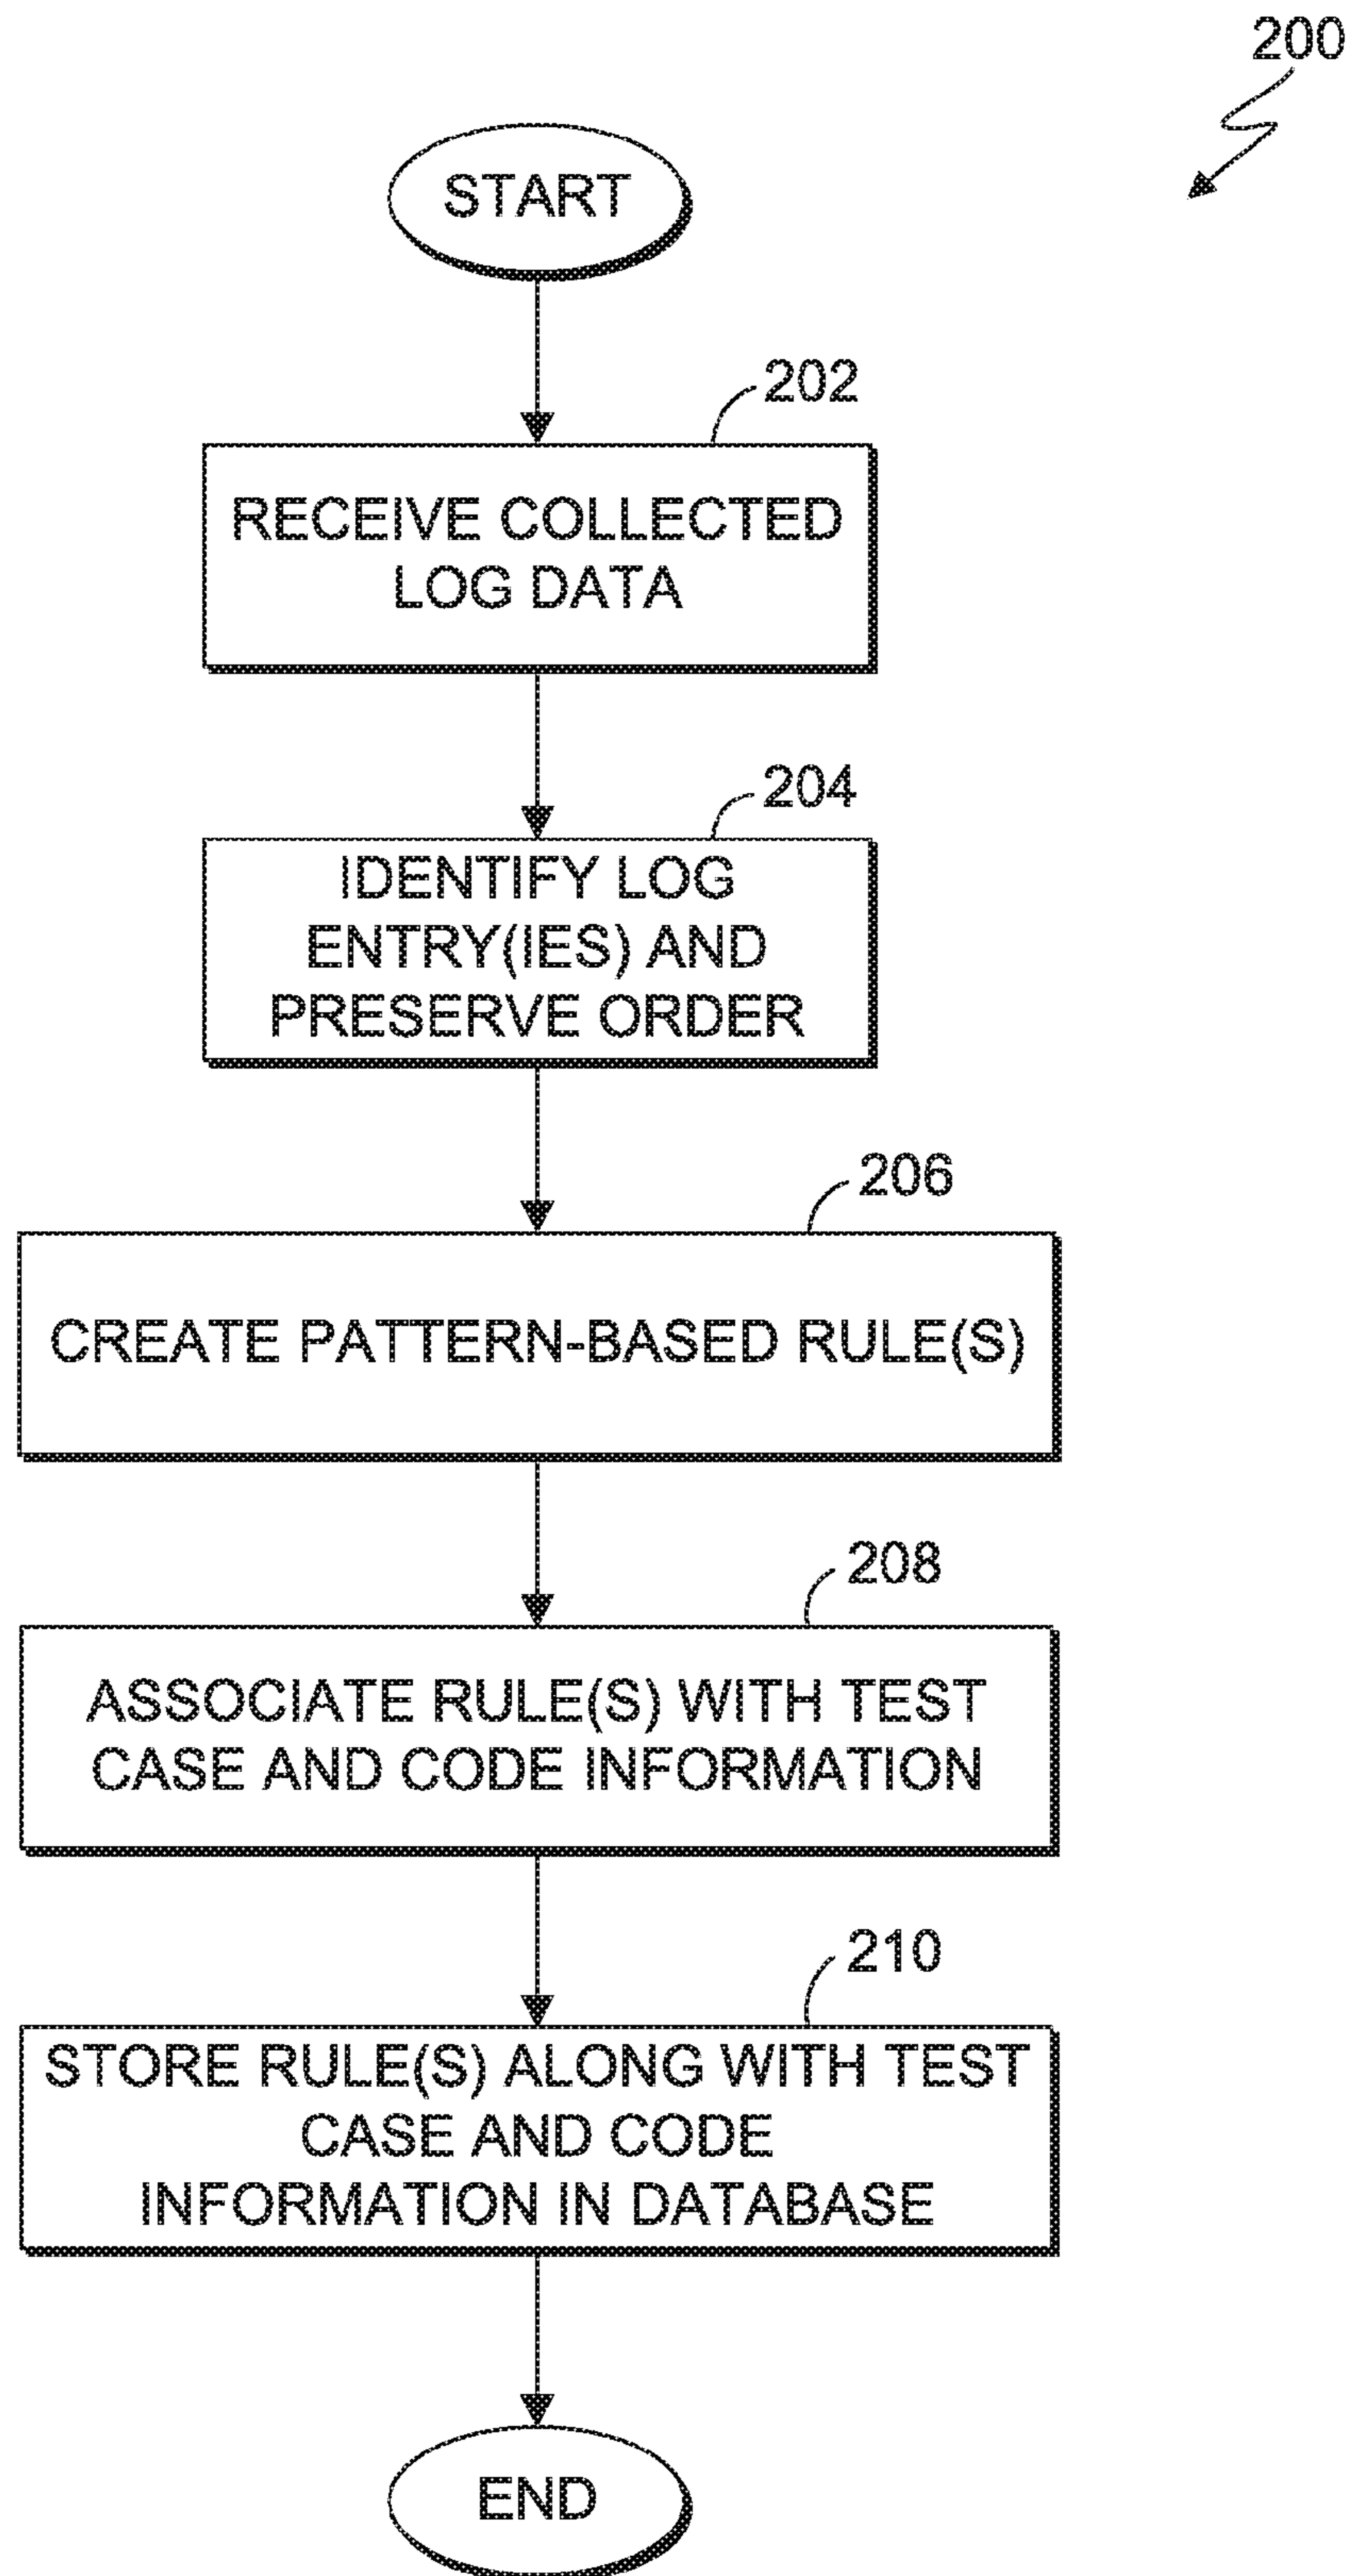 200
START
202
RECEIVE COLLECTED
LOG DATA
204
IDENTIFY LOG
ENTRY(IES) AND
PRESERVE ORDER
206
CREATE PATTERN-BASED RULE(S)
208
ASSOCIATE RULE(S) WITH TEST
CASE AND CODE INFORMATION
210
STORE RULE(S) ALONG WITH TEST
CASE AND CODE
INFORMATION IN DATABASE
END